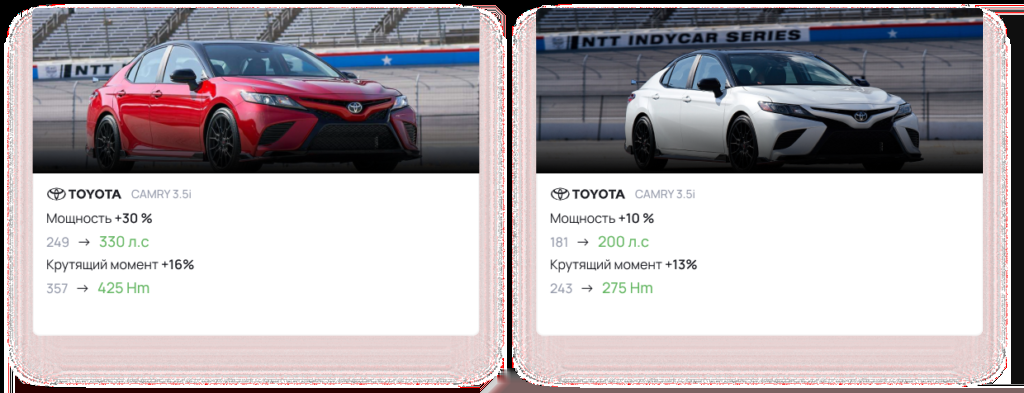 NTT INDYCAR SERIES
TOYOTA CAMRY 3.5i
Мощность +30 %
249 → 330 л.с
Крутящий момент +16%
357 → 425 Hm
TOYOTA CAMRY 3.5i
Мощность +10 %
181 → 200 л.с
Крутящий момент +13%
243 → 275 Hm